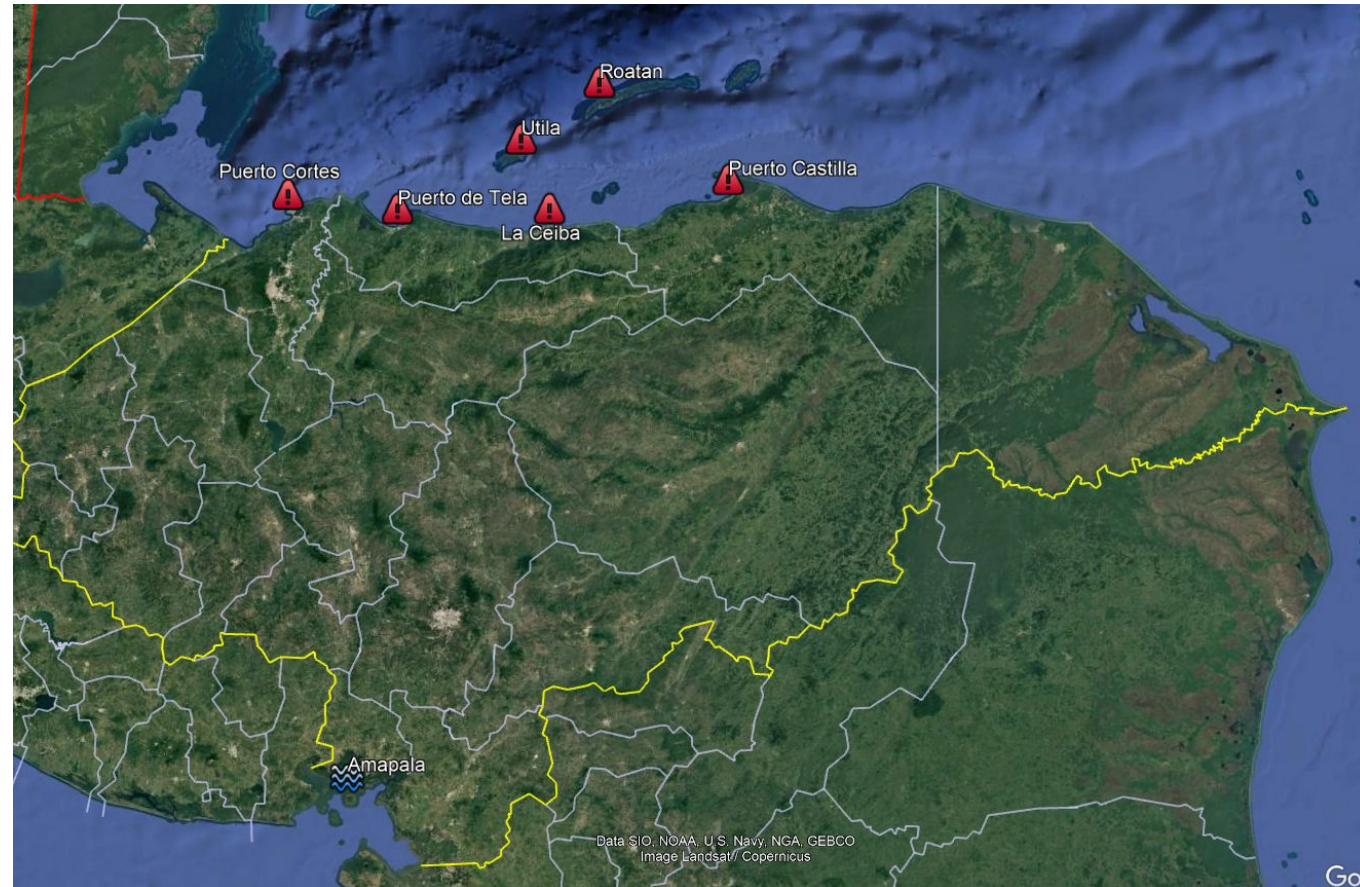 Roatan
Utila
Puerto Cortes
Puerto Castilla
Puerto de Tela
La Ceiba
Amapala
Data SIO, NOAA, U.S. Navy, NGA, GEBCO
Image Landsat / Copernicus
Go